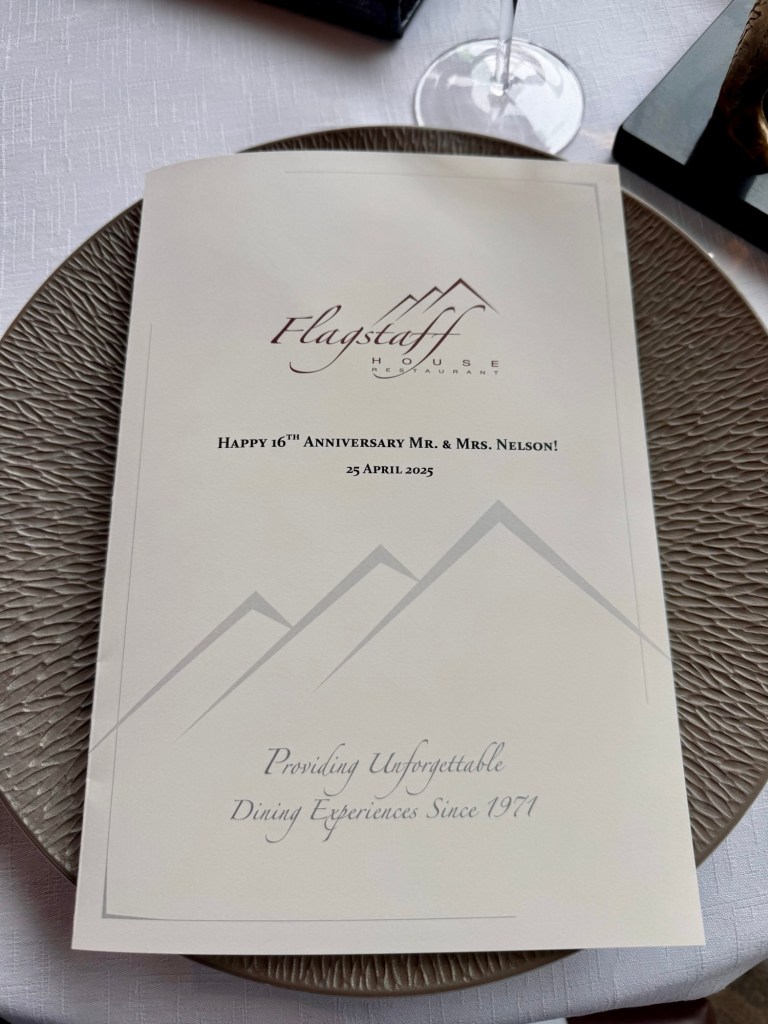 Flagstaff
HOUSE
RESTAURANT
Happy 16th Anniversary Mr. & Mrs. Nelson!
25 April 2025
Providing Unforgettable
Dining Experiences Since 1971